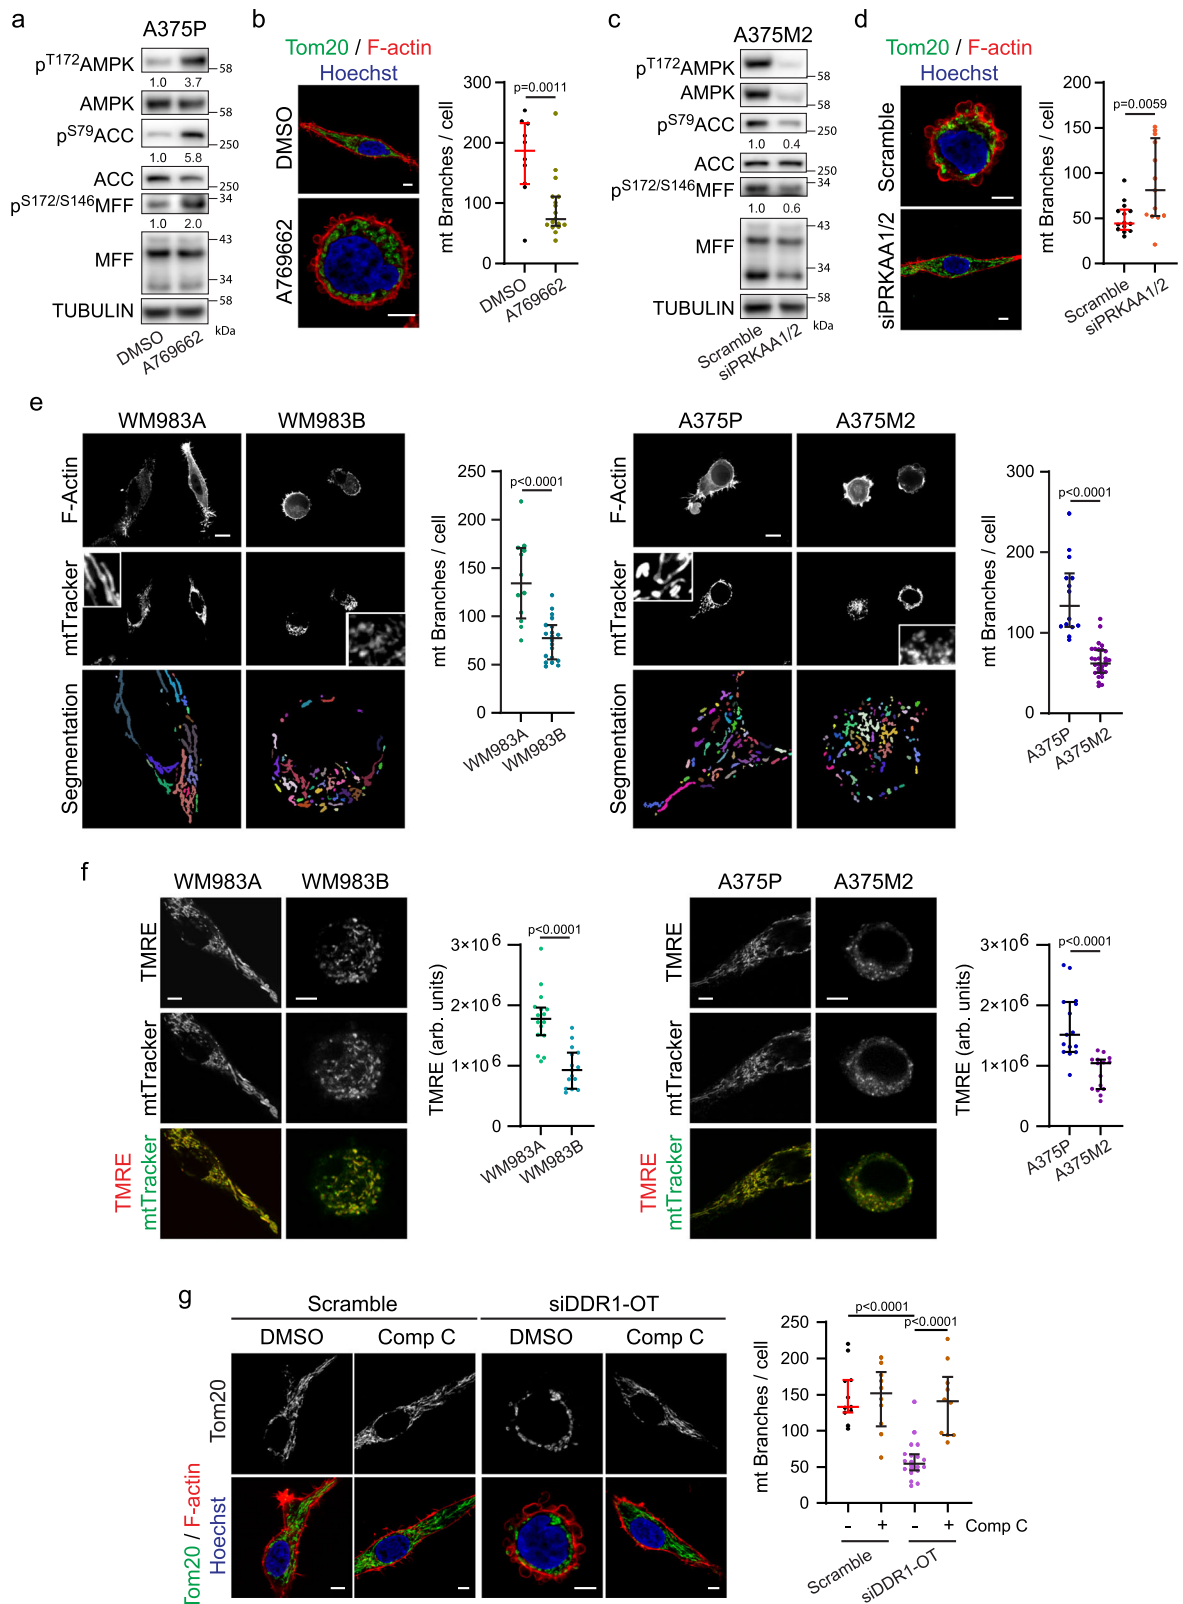 a
A375P
pT172AMPK
58
1.0 3.7
AMPK
58
pS79ACC
250
1.0 5.8
ACC
250
pS172/S146MFF
34
1.0 2.0
MFF
43
34
TUBULIN
58
kDa
DMSO
A769662
b
Tom20 / F-actin
Hoechst
DMSO
A769662
mt Branches / cell
300
200
100
0
p=0.0011
DMSO
A769662
c
A375M2
pT172AMPK
58
AMPK
58
pS79ACC
250
1.0 0.4
ACC
250
pS172/S146MFF
34
1.0 0.6
MFF
43
34
TUBULIN
58
kDa
Scramble
siPRKAA1/2
d
Tom20 / F-actin
Hoechst
Scramble
siPRKAA1/2
mt Branches / cell
200
150
100
50
0
p=0.0059
Scramble
siPRKAA1/2
e
WM983A
WM983B
F-Actin
mtTracker
Segmentation
mt Branches / cell
250
200
150
100
50
0
p<0.0001
WM983A
WM983B
A375P
A375M2
F-Actin
mtTracker
Segmentation
mt Branches / cell
300
200
100
0
p<0.0001
A375P
A375M2
f
WM983A
WM983B
TMRE
mtTracker
TMRE
mtTracker
TMRE (arb. units)
3×10⁶
2×10⁶
1×10⁶
0
p<0.0001
WM983A
WM983B
A375P
A375M2
TMRE
mtTracker
TMRE
mtTracker
TMRE (arb. units)
3×10⁶
2×10⁶
1×10⁶
0
p<0.0001
A375P
A375M2
g
Scramble
siDDR1-OT
DMSO
Comp C
DMSO
Comp C
Tom20
Tom20 / F-actin
Hoechst
mt Branches / cell
250
200
150
100
50
0
p<0.0001
p<0.0001
- + - + Comp C
Scramble
siDDR1-OT